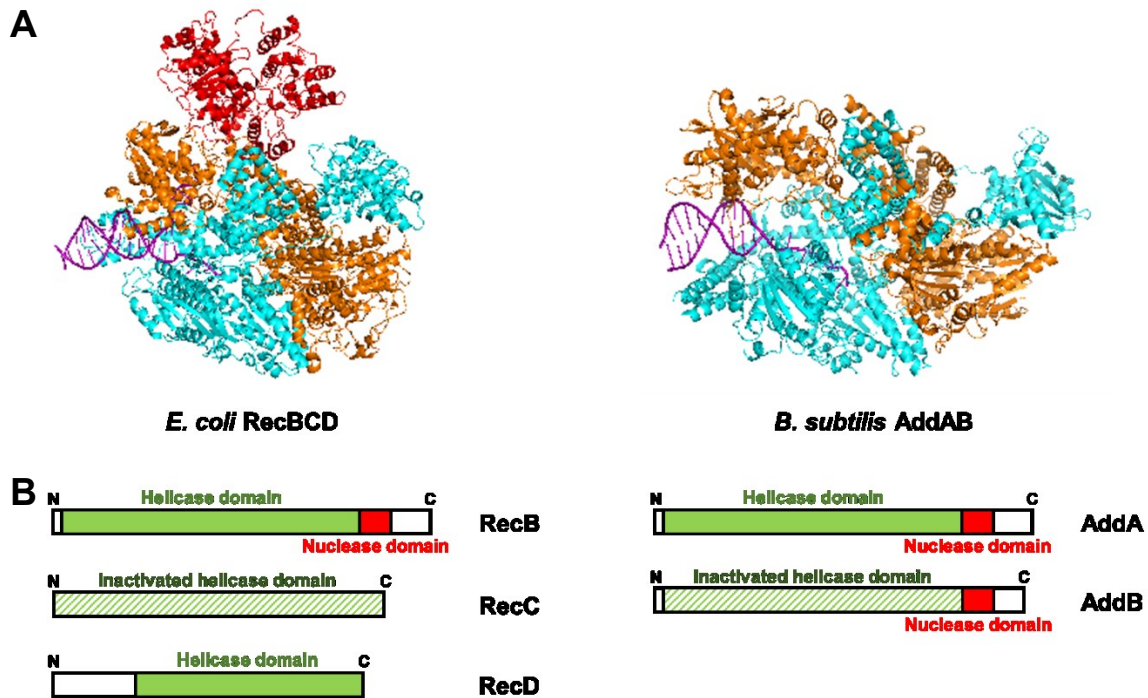 A
E. coli RecBCD
B. subtilis AddAB
B
N Helicase domain C
RecB
Nuclease domain
N Inactivated helicase domain C
RecC
N Helicase domain C
RecD
N Helicase domain C
AddA
Nuclease domain
N Inactivated helicase domain C
AddB
Nuclease domain